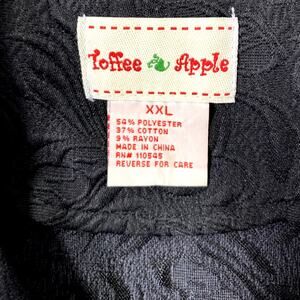 Toffee Apple
XXL
54% POLYESTER
37% COTTON
9% RAYON
MADE IN CHINA
RN# 110545
REVERSE FOR CARE